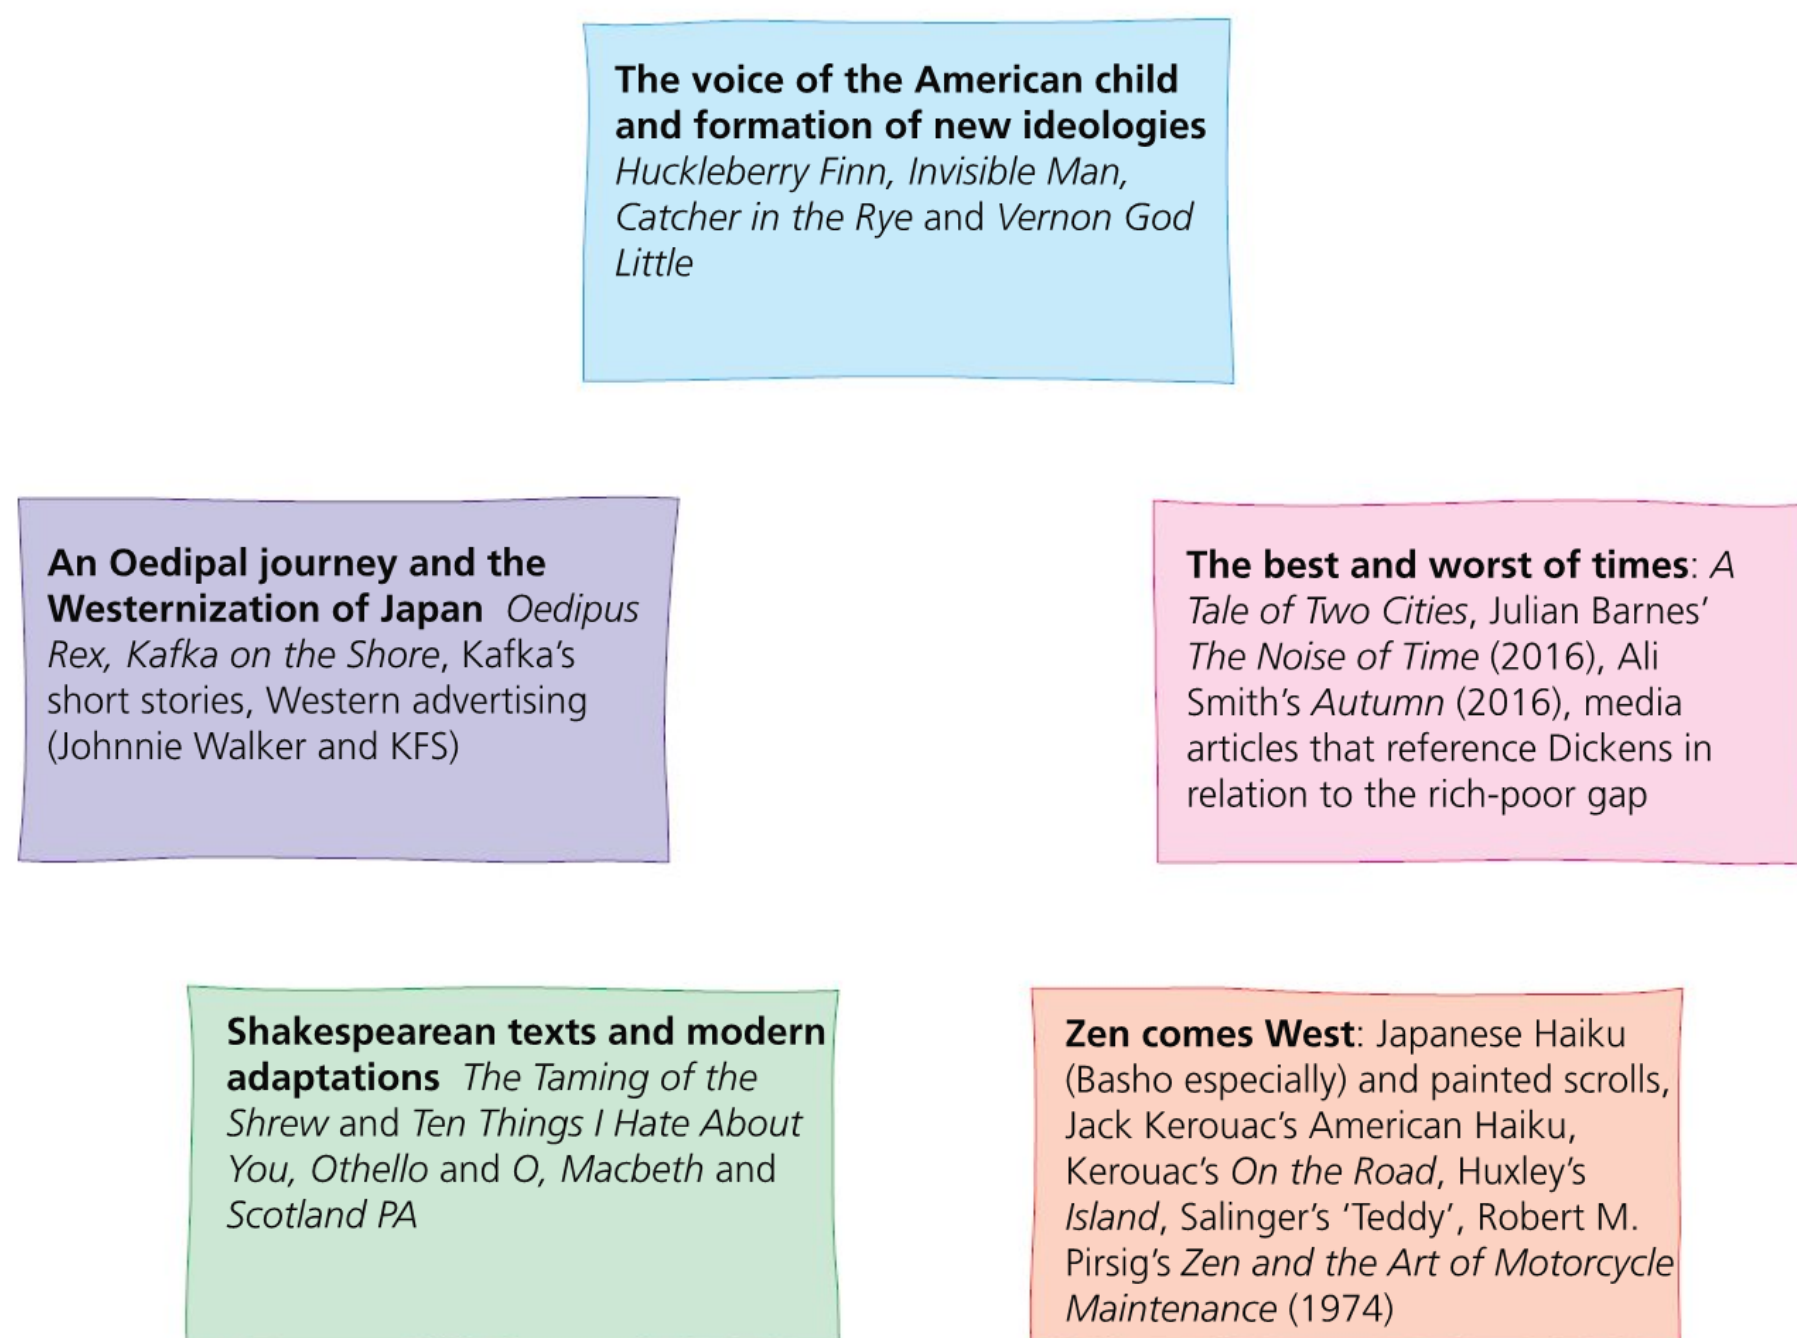 The voice of the American child
and formation of new ideologies
Huckleberry Finn, Invisible Man,
Catcher in the Rye and Vernon God
Little
An Oedipal journey and the
Westernization of Japan Oedipus
Rex, Kafka on the Shore, Kafka’s
short stories, Western advertising
(Johnnie Walker and KFS)
The best and worst of times: A
Tale of Two Cities, Julian Barnes’
The Noise of Time (2016), Ali
Smith’s Autumn (2016), media
articles that reference Dickens in
relation to the rich-poor gap
Shakespearean texts and modern
adaptations The Taming of the
Shrew and Ten Things I Hate About
You, Othello and O, Macbeth and
Scotland PA
Zen comes West: Japanese Haiku
(Basho especially) and painted scrolls,
Jack Kerouac’s American Haiku,
Kerouac’s On the Road, Huxley’s
Island, Salinger’s ‘Teddy’, Robert M.
Pirsig’s Zen and the Art of Motorcycle
Maintenance (1974)